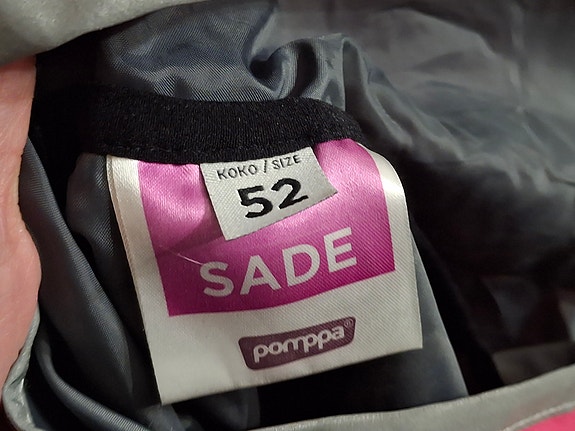 KOKO / SIZE
52
SADE
pomppa®